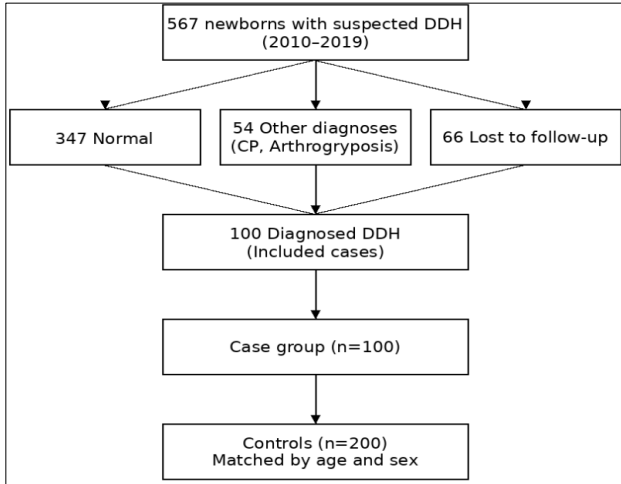 567 newborns with suspected DDH
(2010–2019)
347 Normal
54 Other diagnoses
(CP, Arthrogryposis)
66 Lost to follow-up
100 Diagnosed DDH
(Included cases)
Case group (n=100)
Controls (n=200)
Matched by age and sex